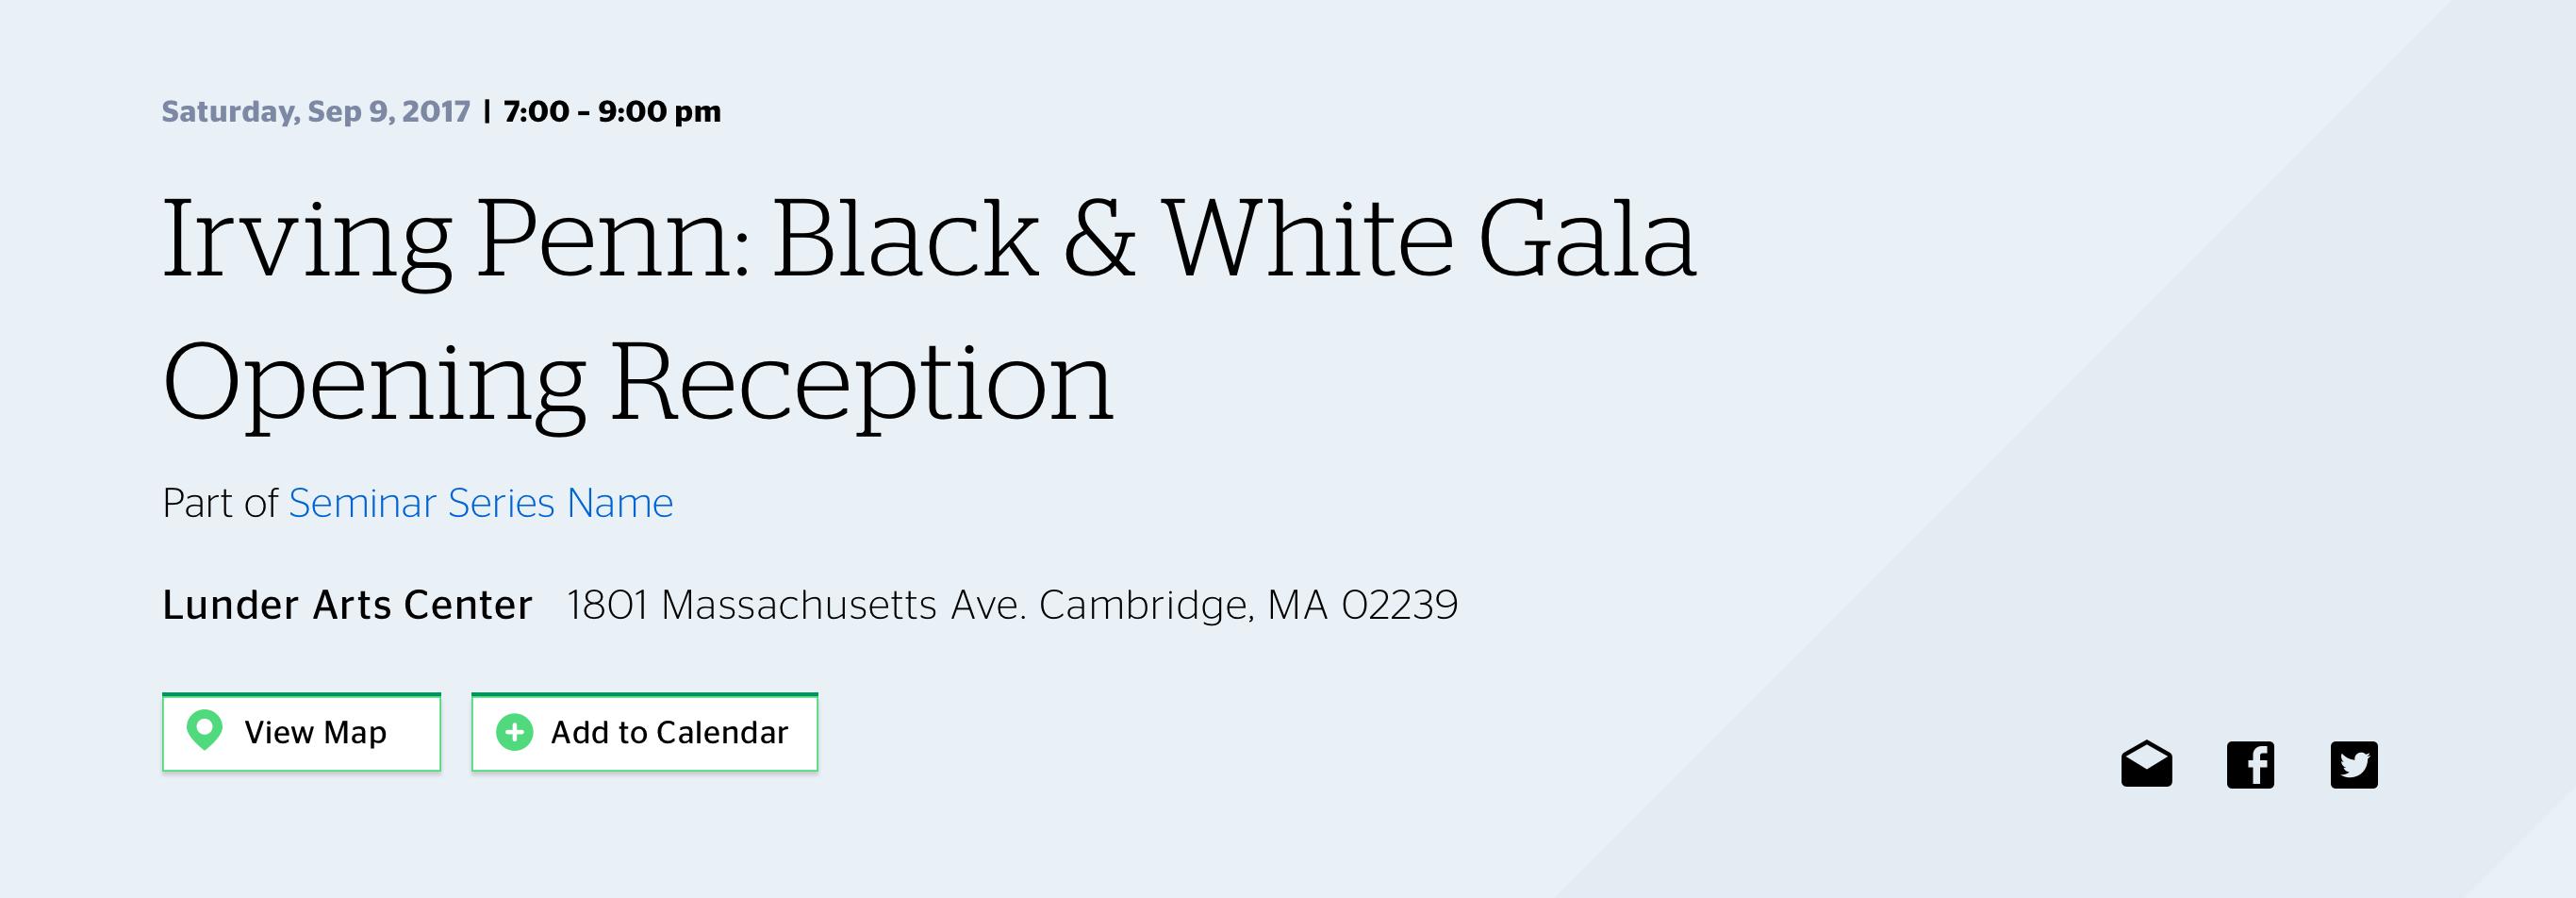 Saturday, Sep 9, 2017 | 7:00 – 9:00 pm
Irving Penn: Black & White Gala
Opening Reception
Part of Seminar Series Name
Lunder Arts Center 1801 Massachusetts Ave. Cambridge, MA 02239
View Map
Add to Calendar